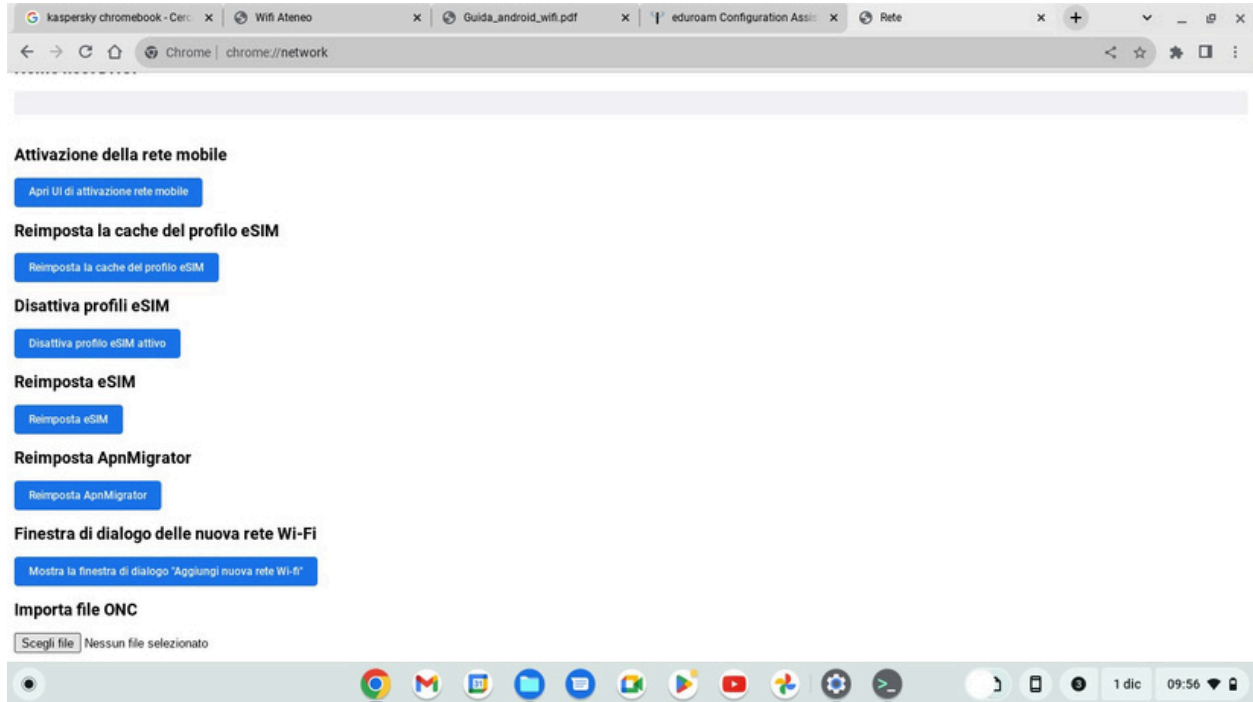 kaspersky chromebook - Cerc
Wifi Ateneo
Guida_android_wifi.pdf
eduroam Configuration Assis
Rete
Chrome | chrome://network
Attivazione della rete mobile
Apri UI di attivazione rete mobile
Reimposta la cache del profilo eSIM
Reimposta la cache del profilo eSIM
Disattiva profili eSIM
Disattiva profilo eSIM attivo
Reimposta eSIM
Reimposta eSIM
Reimposta ApnMigrator
Reimposta ApnMigrator
Finestra di dialogo delle nuova rete Wi-Fi
Mostra la finestra di dialogo "Aggiungi nuova rete Wi-fi"
Importa file ONC
Scegli file Nessun file selezionato
31
3
1 dic
09:56